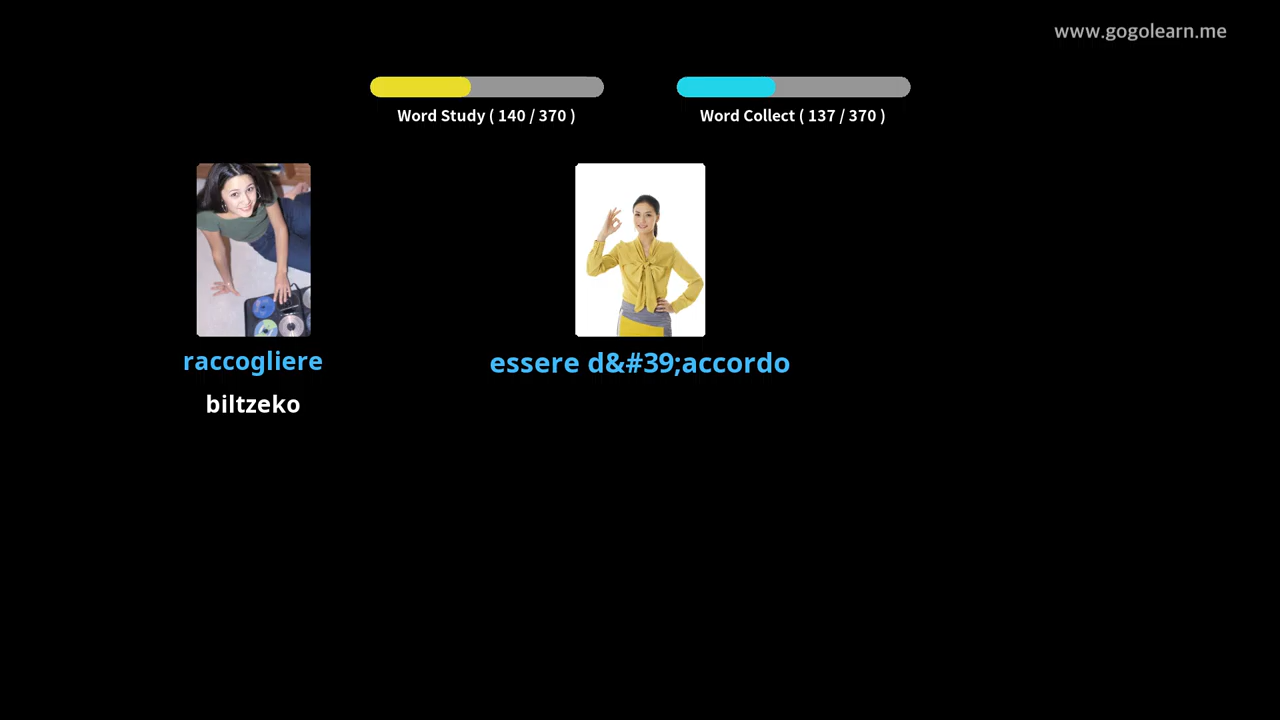 www.gogolearn.me
Word Study ( 140 / 370 )
Word Collect ( 137 / 370 )
raccogliere
essere d&#39;accordo
biltzeko